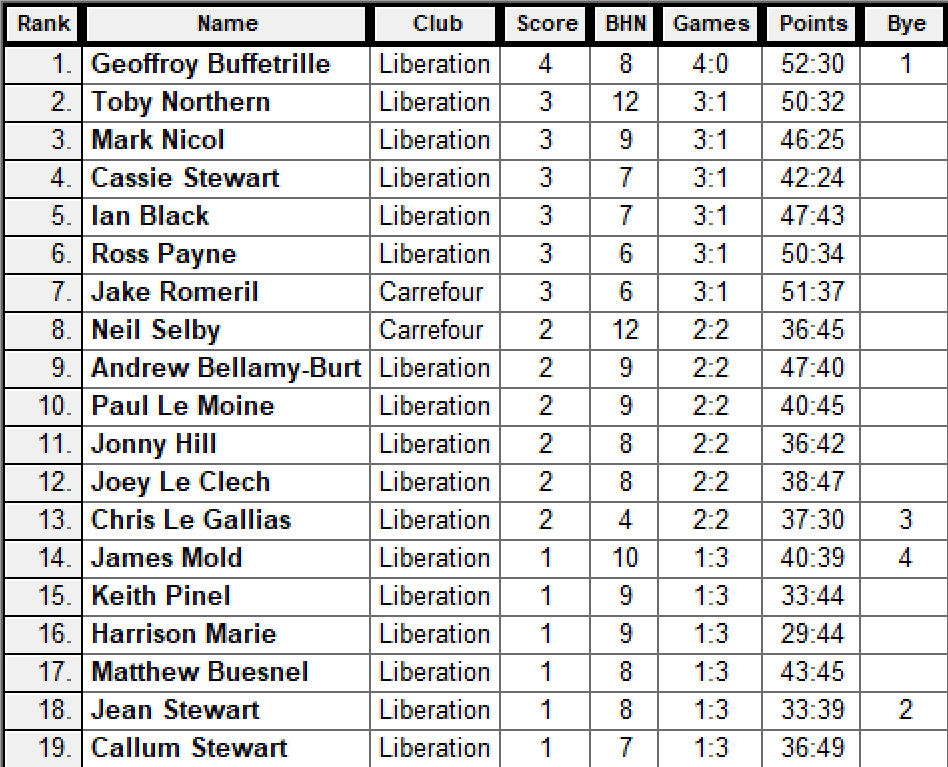 Rank Name Club Score BHN Games Points Bye
1. Geoffroy Buffetrille Liberation 4 8 4:0 52:30 1
2. Toby Northern Liberation 3 12 3:1 50:32
3. Mark Nicol Liberation 3 9 3:1 46:25
4. Cassie Stewart Liberation 3 7 3:1 42:24
5. Ian Black Liberation 3 7 3:1 47:43
6. Ross Payne Liberation 3 6 3:1 50:34
7. Jake Romeril Carrefour 3 6 3:1 51:37
8. Neil Selby Carrefour 2 12 2:2 36:45
9. Andrew Bellamy-Burt Liberation 2 9 2:2 47:40
10. Paul Le Moine Liberation 2 9 2:2 40:45
11. Jonny Hill Liberation 2 8 2:2 36:42
12. Joey Le Clech Liberation 2 8 2:2 38:47
13. Chris Le Gallias Liberation 2 4 2:2 37:30 3
14. James Mold Liberation 1 10 1:3 40:39 4
15. Keith Pinel Liberation 1 9 1:3 33:44
16. Harrison Marie Liberation 1 9 1:3 29:44
17. Matthew Buesnel Liberation 1 8 1:3 43:45
18. Jean Stewart Liberation 1 8 1:3 33:39 2
19. Callum Stewart Liberation 1 7 1:3 36:49